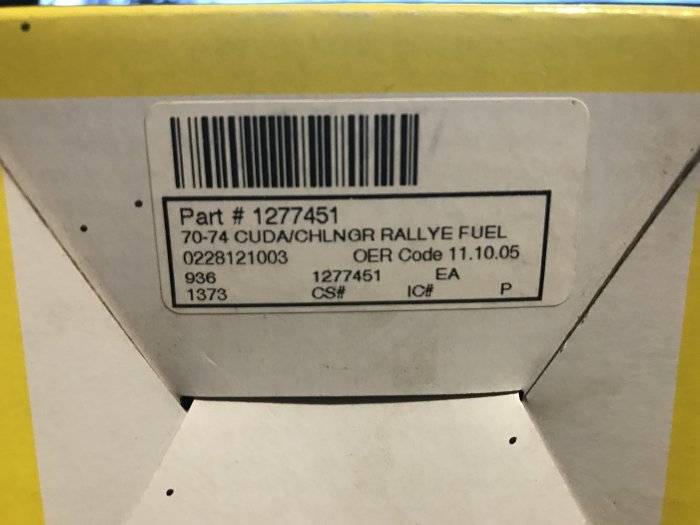 Part # 1277451
70-74 CUDA/CHLNGR RALLYE FUEL
0228121003 OER Code 11.10.05
936 1277451 EA
1373 CS# IC# P